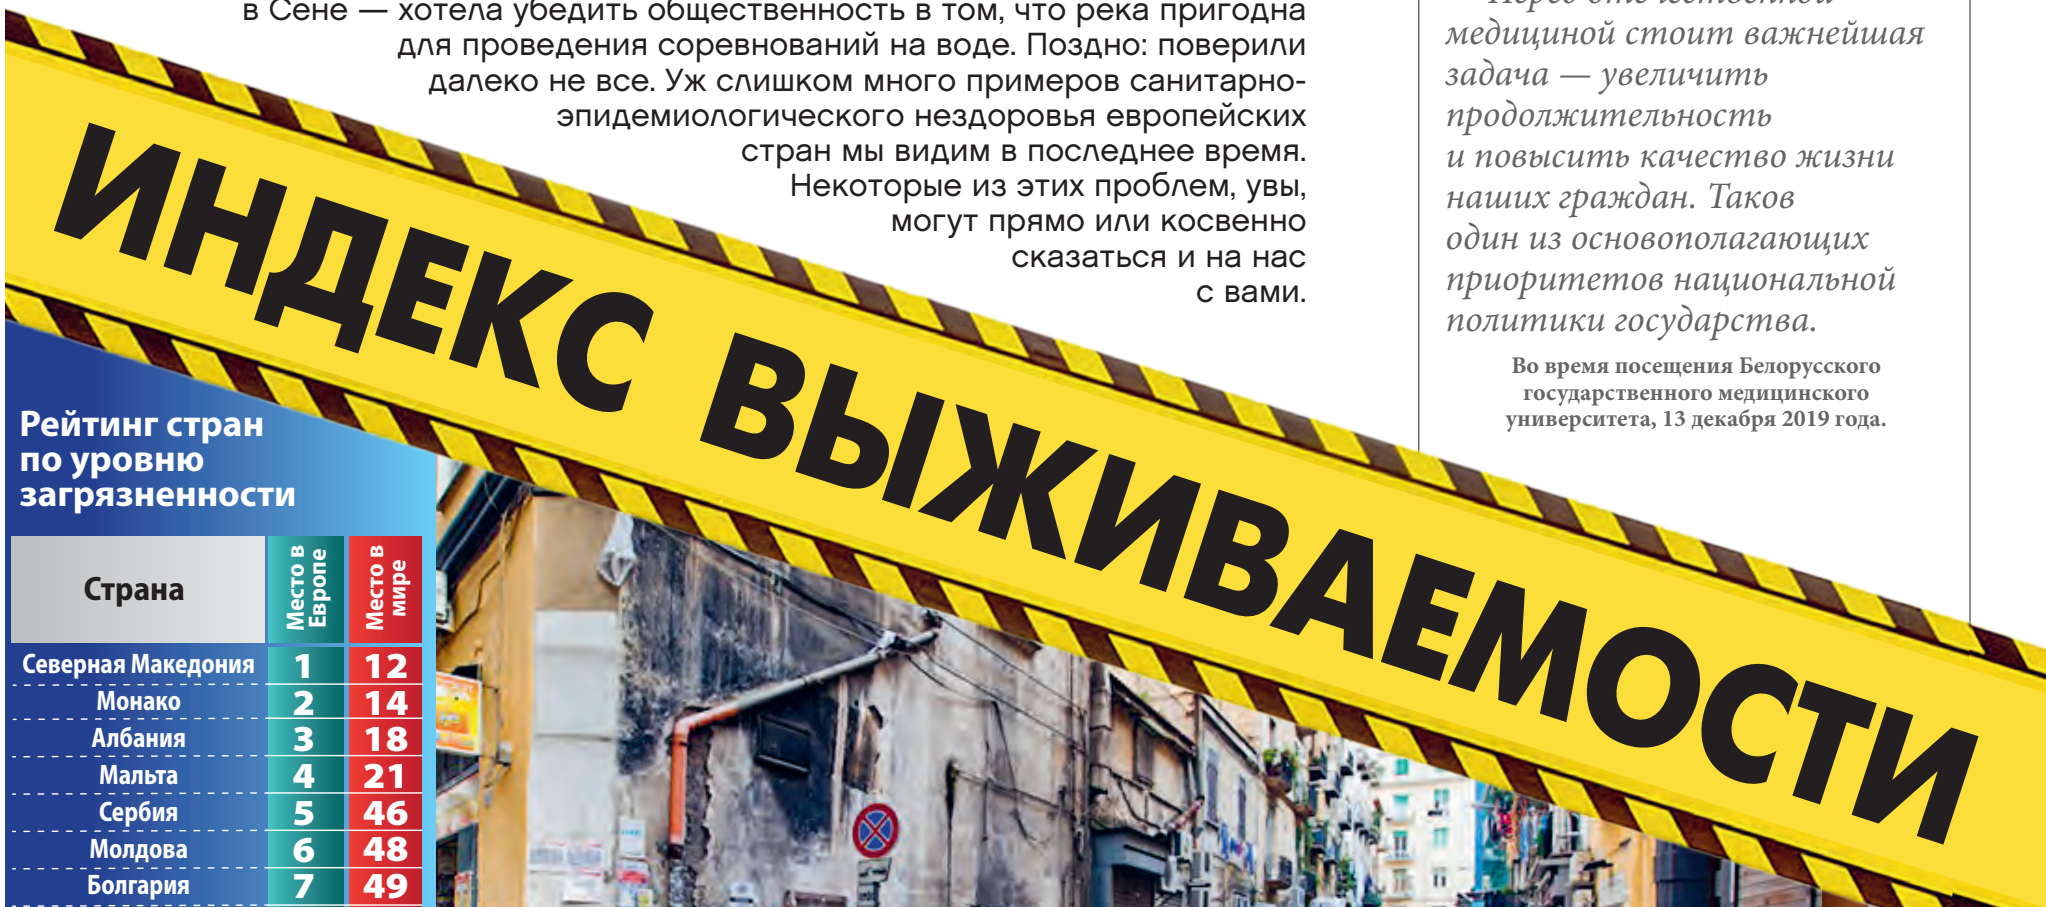 в Сене — хотела убедить общественность в том, что река пригодна
для проведения соревнований на воде. Поздно: поверили
далеко не все. Уж слишком много примеров санитарно-
эпидемиологического нездоровья европейских
стран мы видим в последнее время.
Некоторые из этих проблем, увы,
могут прямо или косвенно
сказаться и на нас
с вами.
Перед отечественной
медициной стоит важнейшая
задача — увеличить
продолжительность
и повысить качество жизни
наших граждан. Таков
один из основополагающих
приоритетов национальной
политики государства.
Во время посещения Белорусского
государственного медицинского
университета, 13 декабря 2019 года.
ИНДЕКС ВЫЖИВАЕМОСТИ
Рейтинг стран
по уровню
загрязненности
Страна
Место в
Европе
Место в
мире
Северная Македония 1 12
Монако 2 14
Албания 3 18
Мальта 4 21
Сербия 5 46
Молдова 6 48
Болгария 7 49